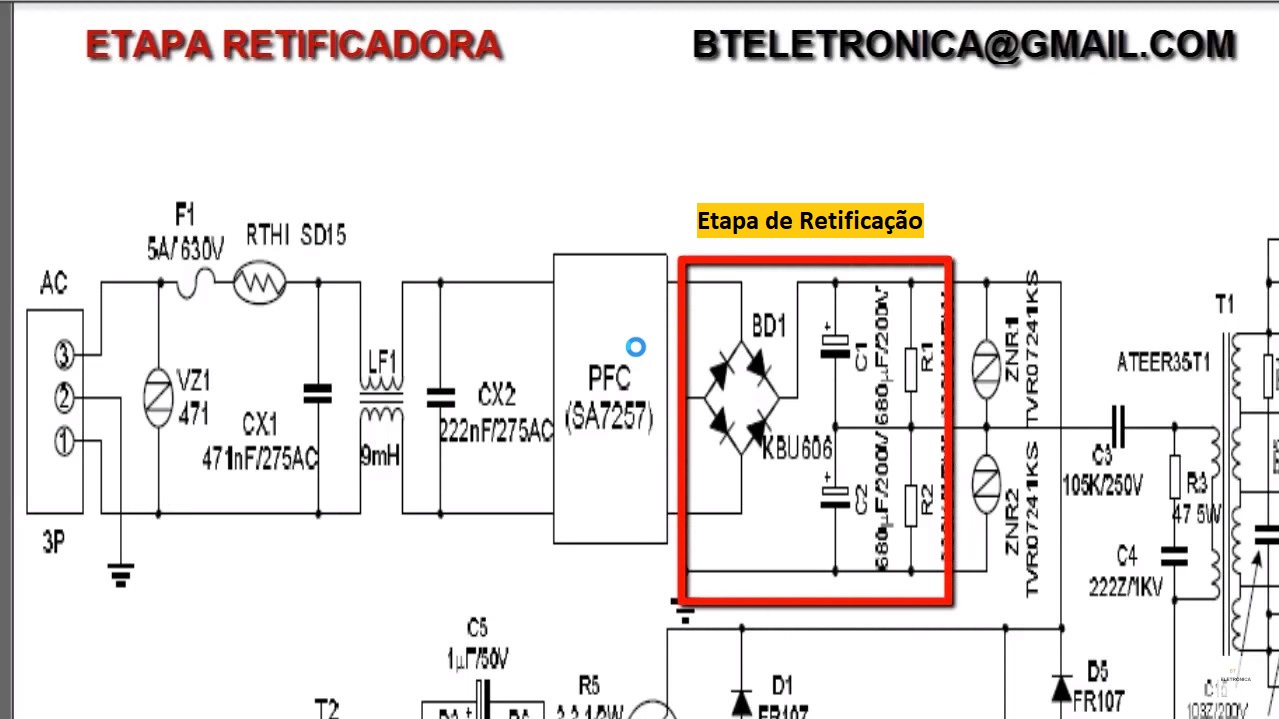 ETAPA RETIFICADORA
BTELETRONICA@GMAIL.COM
Etapa de Retificação
F1
5A/630V
RTHI SD15
AC
3
2
1
3P
VZ1
471
CX1
471nF/275AC
LF1
9mH
CX2
222nF/275AC
PFC
(SA7257)
BD1
KBU606
C1
680µF/200V
R1
C2
680µF/200V
R2
ZNR1
TVR07241KS
ZNR2
TVR07241KS
T1
ATEER35T1
C3
105K/250V
R3
47 5W
C4
222Z/1KV
C5
1µF/50V
T2
R5
D1
FR107
D5
FR107
ELETRONICA